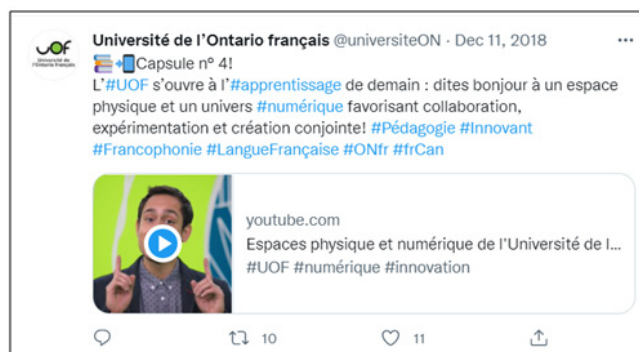 Université de l'Ontario français @universiteON · Dec 11, 2018
uof
Université de
l'Ontario français
Capsule n° 4!
L'#UOF s'ouvre à l'#apprentissage de demain : dites bonjour à un espace
physique et un univers #numérique favorisant collaboration,
expérimentation et création conjointe! #Pédagogie #Innovant
#Francophonie #LangueFrançaise #ONfr #frCan
youtube.com
Espaces physique et numérique de l'Université de l...
#UOF #numérique #innovation
10
11